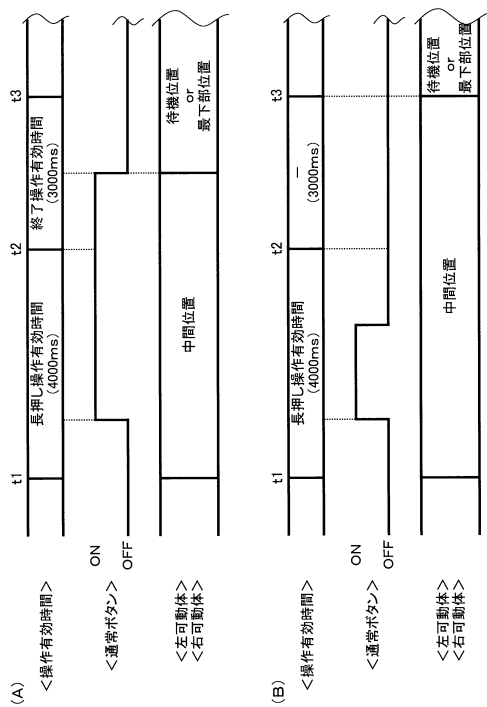 (A)
t1
t2
t3
<操作有効時間>
長押し操作有効時間
(4000ms)
終了操作有効時間
(3000ms)
<通常ボタン>
ON
OFF
<左可動体>
<右可動体>
中間位置
待機位置
or
最下部位置
(B)
t1
t2
t3
<操作有効時間>
長押し操作有効時間
(4000ms)
ー
(3000ms)
<通常ボタン>
ON
OFF
<左可動体>
<右可動体>
中間位置
待機位置
or
最下部位置